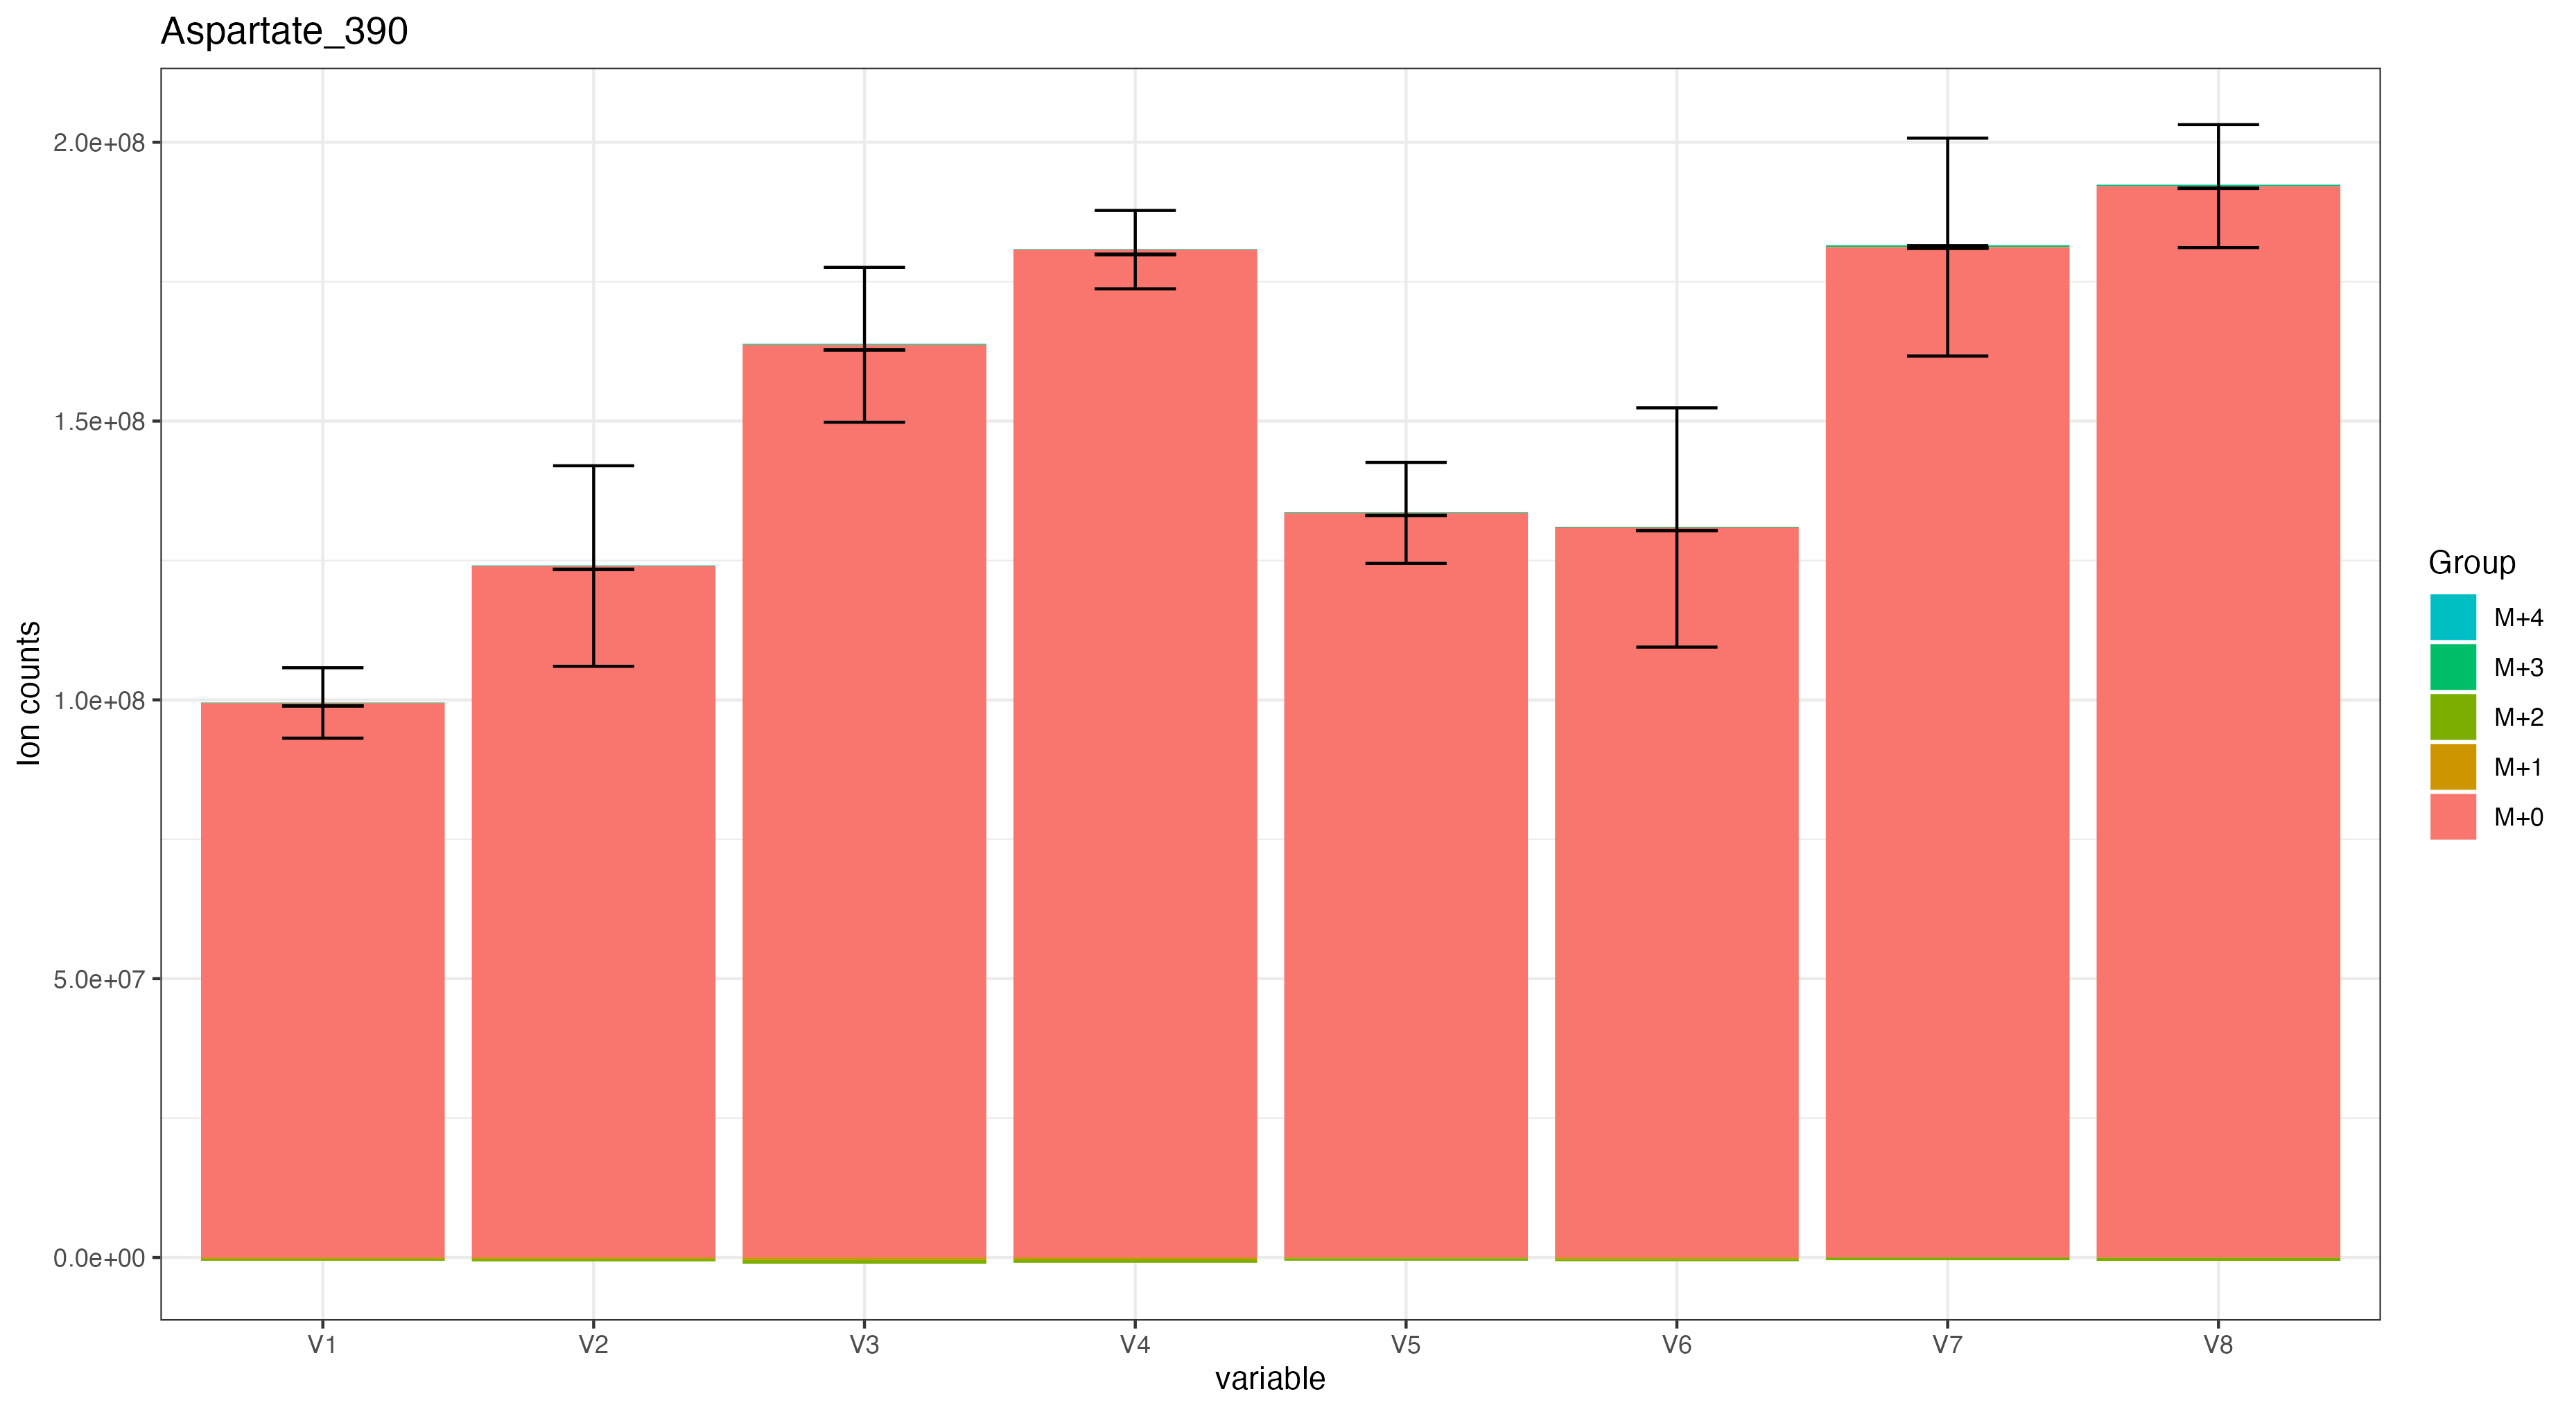 Aspartate_390
Ion counts
2.0e+08
1.5e+08
1.0e+08
5.0e+07
0.0e+00
V1 V2 V3 V4 V5 V6 V7 V8
variable
Group
M+4
M+3
M+2
M+1
M+0